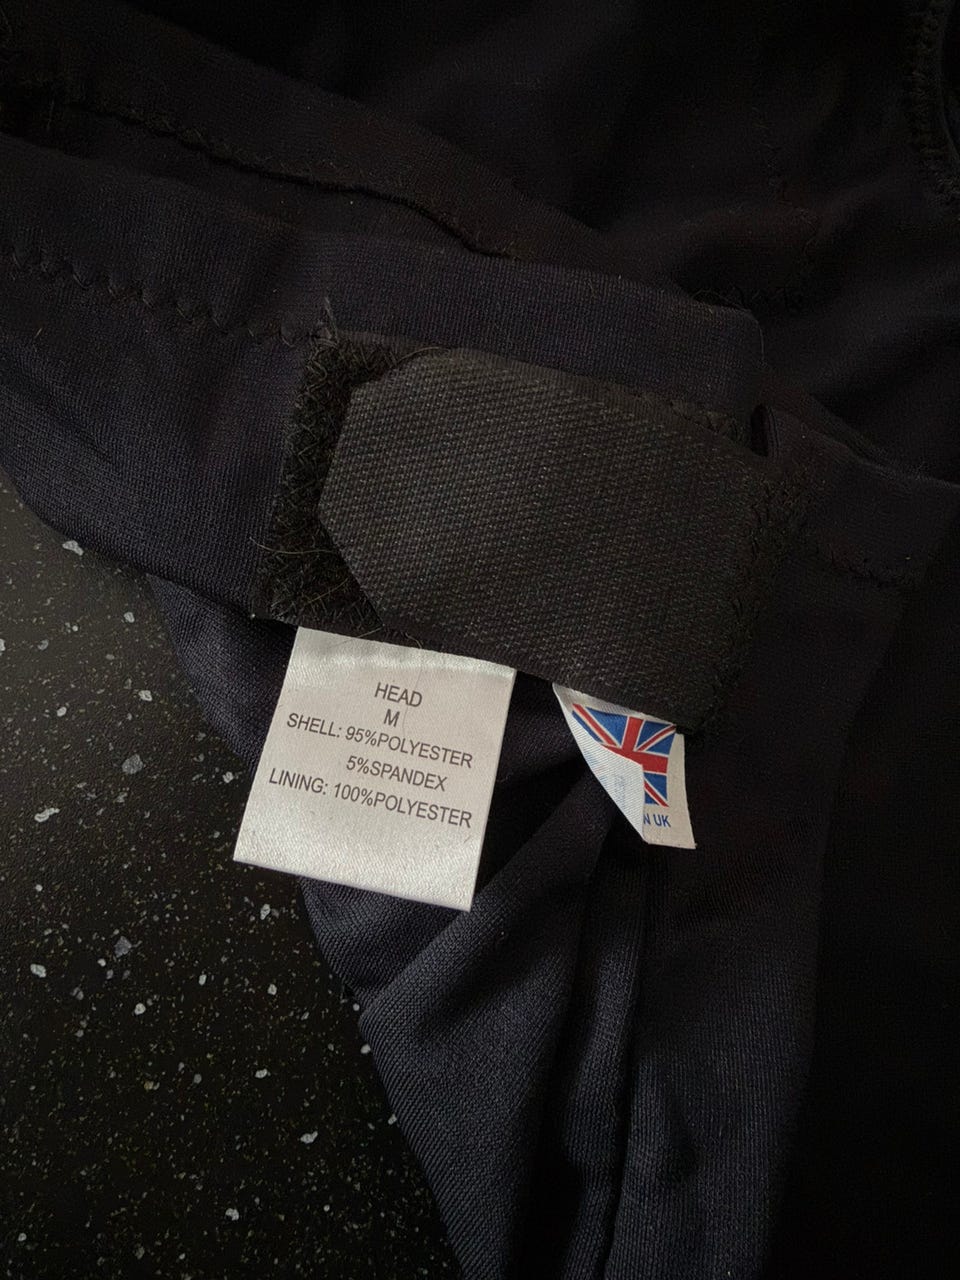 HEAD
M
SHELL: 95%POLYESTER
5%SPANDEX
LINING: 100%POLYESTER
UK